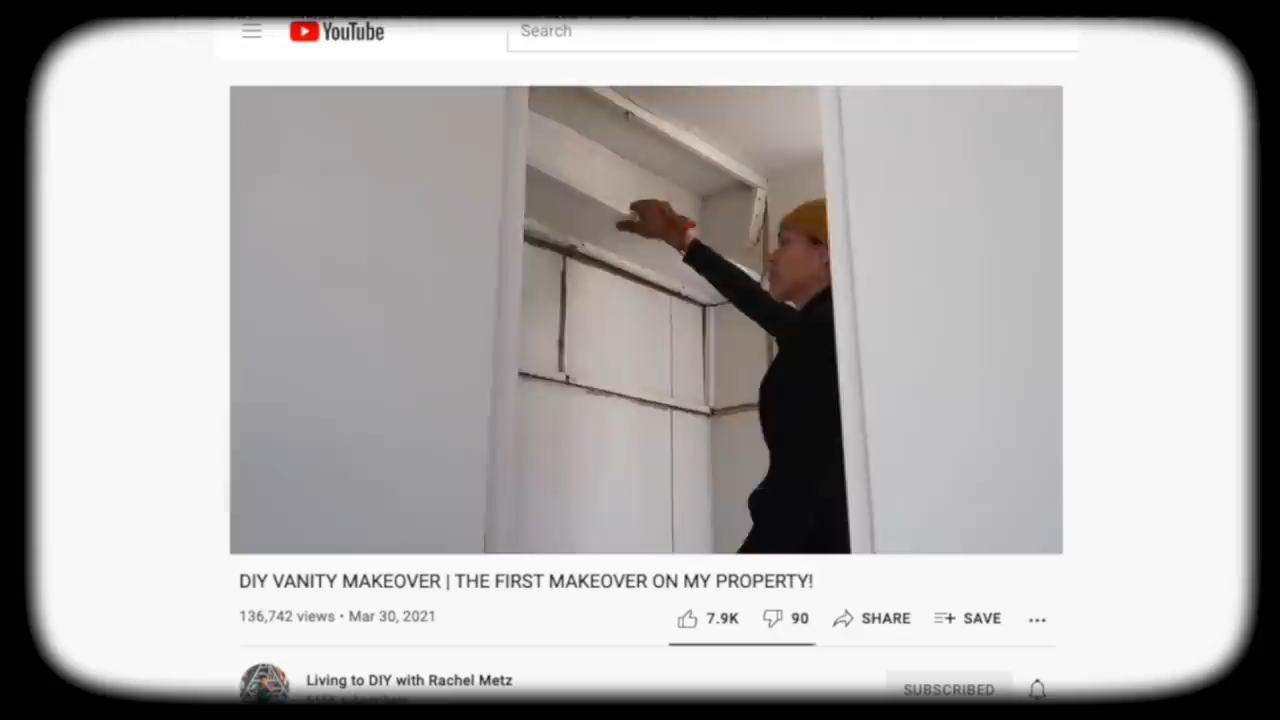 YouTube
Search
DIY VANITY MAKEOVER | THE FIRST MAKEOVER ON MY PROPERTY!
136,742 views • Mar 30, 2021
7.9K
90
SHARE
SAVE
Living to DIY with Rachel Metz
SUBSCRIBED